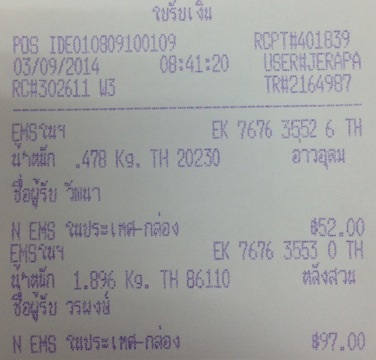 ใบรับเงิน
POS IDE010809100109 RCPT#401839
03/09/2014 08:41:20 USER#JERAPA
RC#302611 W3 TR#2164987
EMSในฯ EK 7676 3552 6 TH
น้ำหนัก .478 Kg. TH 20230 อ่าวอุดม
ชื่อผู้รับ วัฒนา
N EMS ในประเทศ-กล่อง ฿52.00
EMSในฯ EK 7676 3553 0 TH
น้ำหนัก 1.896 Kg. TH 86110 หลังสวน
ชื่อผู้รับ วรพงษ์
N EMS ในประเทศ-กล่อง ฿97.00